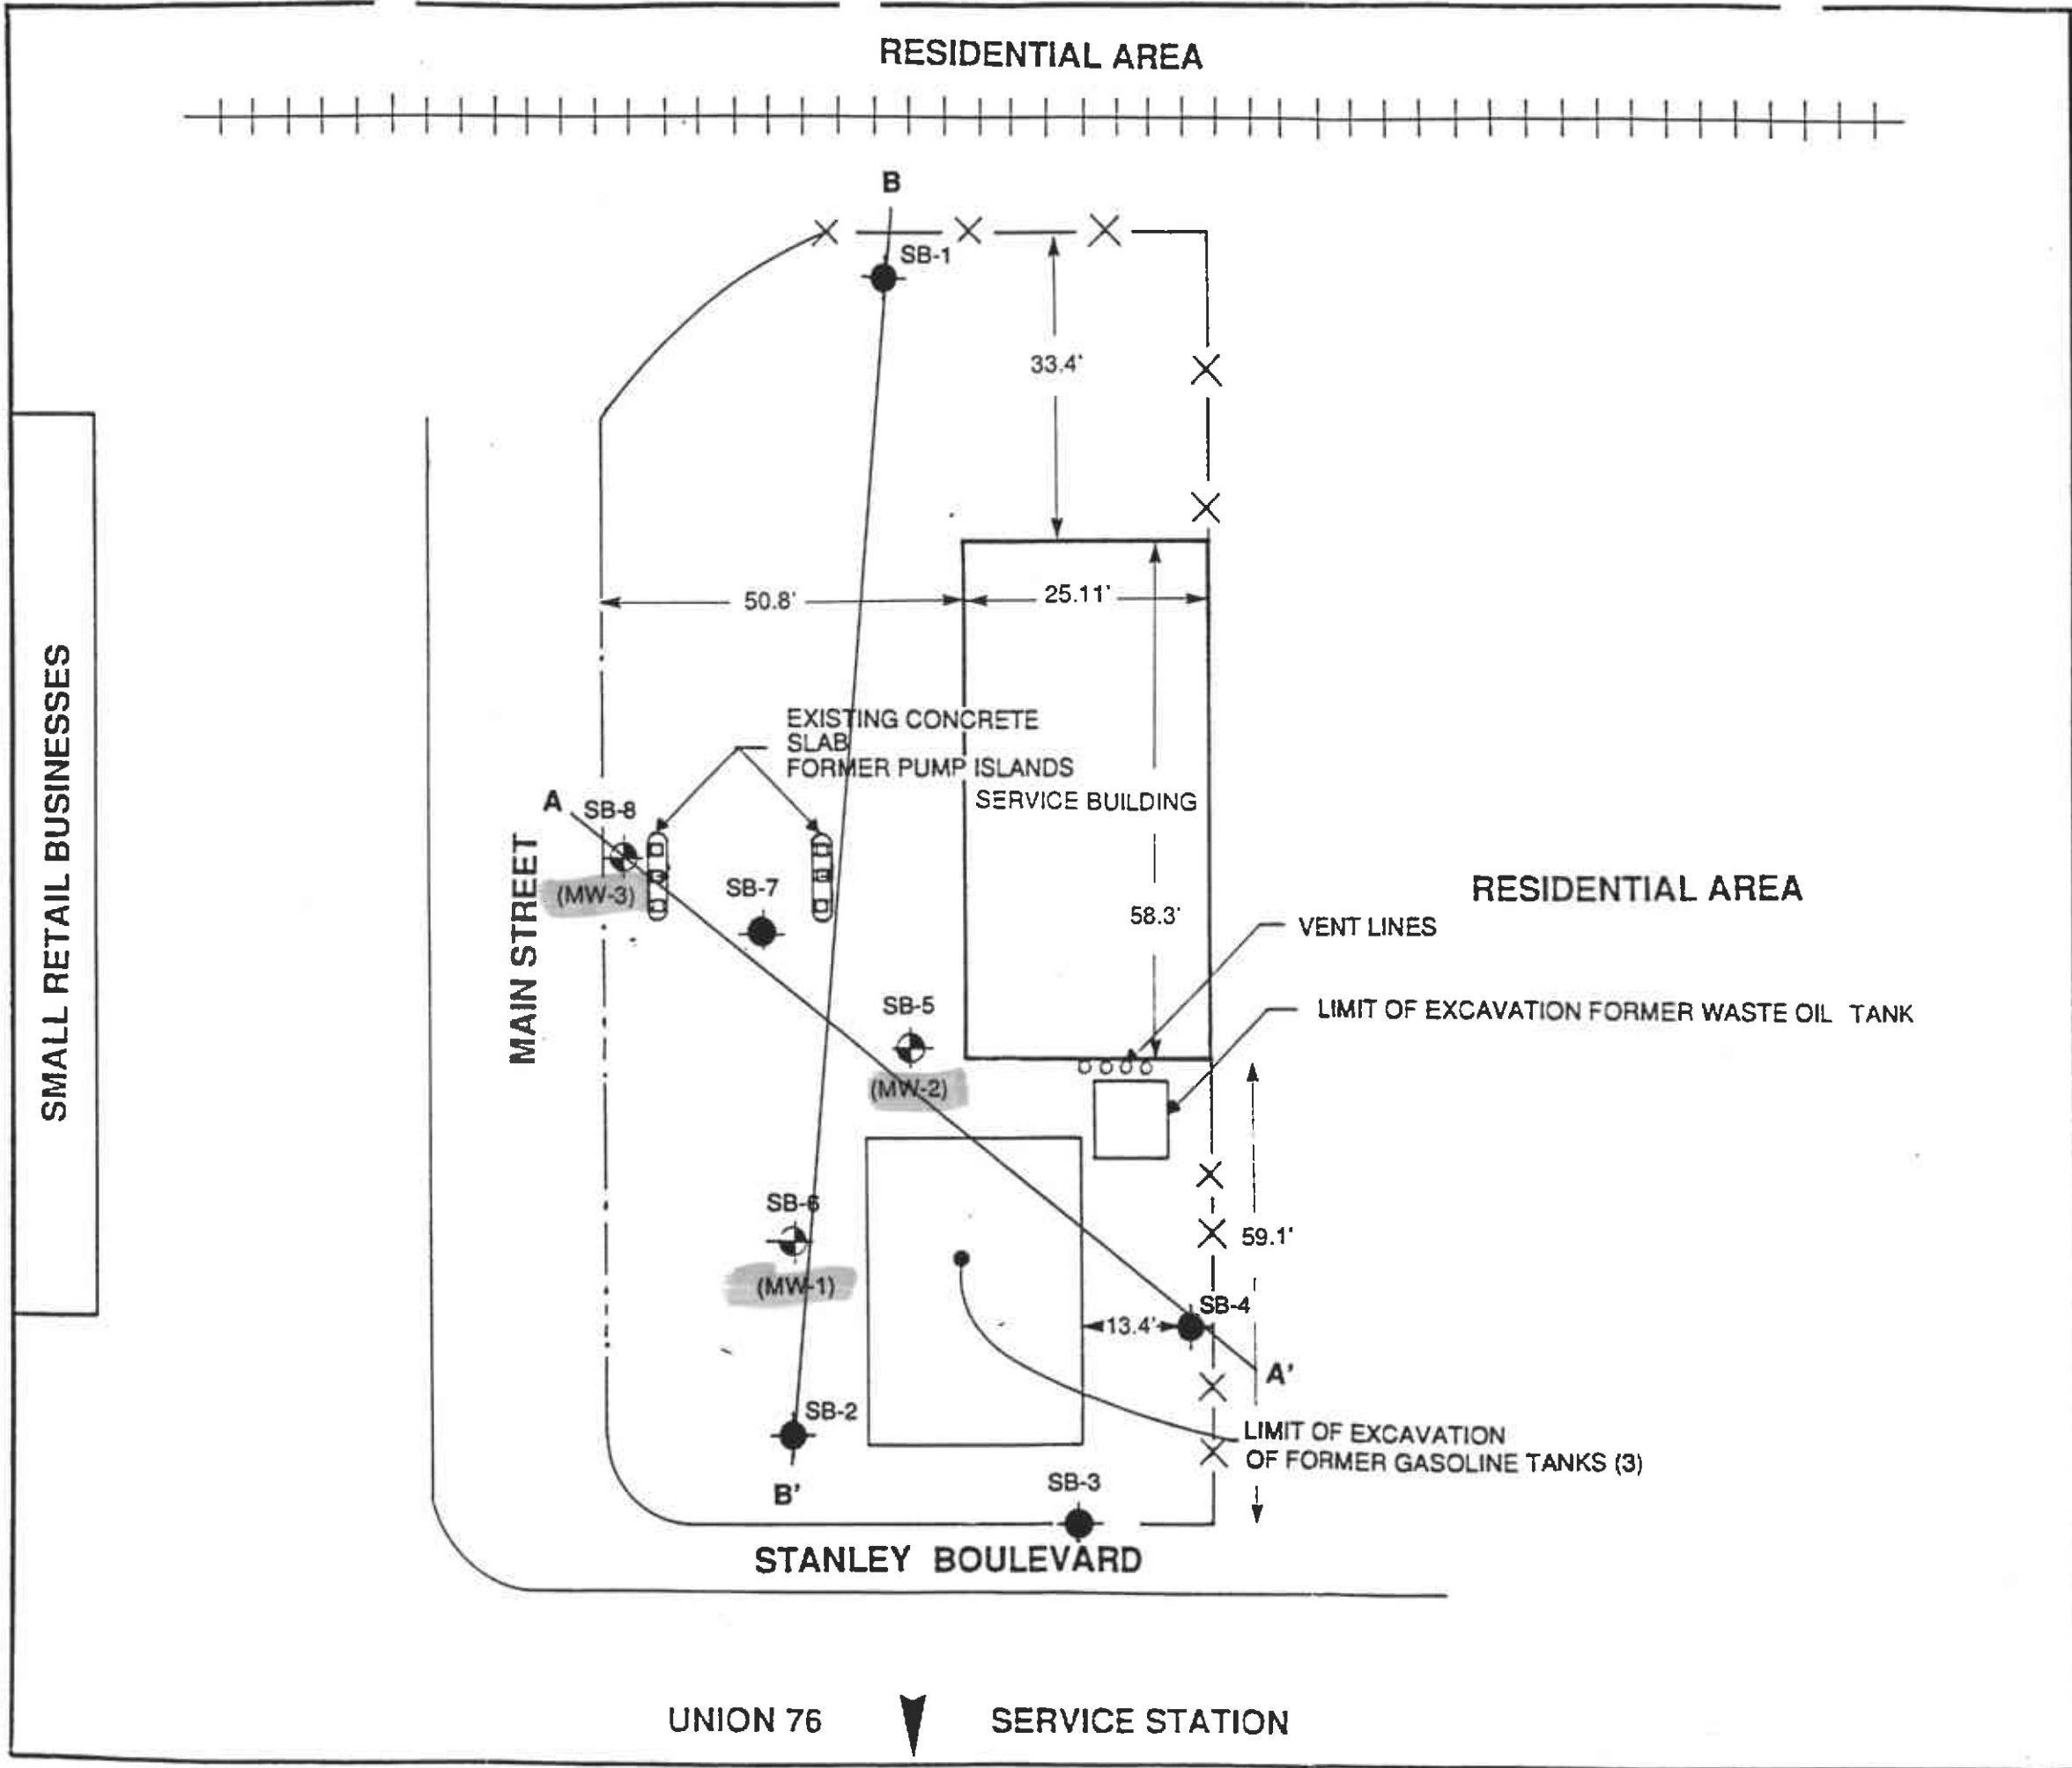 RESIDENTIAL AREA
B
SB-1
33.4'
50.8'
25.11'
EXISTING CONCRETE
SLAB
FORMER PUMP ISLANDS
SERVICE BUILDING
A
SB-8
(MW-3)
SB-7
58.3'
RESIDENTIAL AREA
VENT LINES
SMALL RETAIL BUSINESSES
MAIN STREET
SB-5
(MW-2)
LIMIT OF EXCAVATION FORMER WASTE OIL TANK
SB-6
(MW-1)
59.1'
SB-4
13.4'
A'
SB-2
B'
LIMIT OF EXCAVATION
OF FORMER GASOLINE TANKS (3)
SB-3
STANLEY BOULEVARD
UNION 76 SERVICE STATION